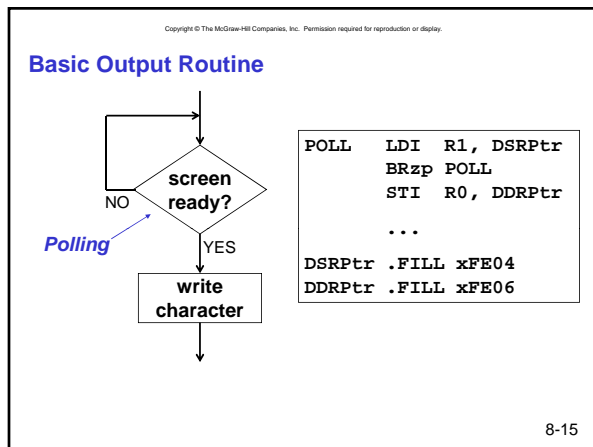 Copyright © The McGraw-Hill Companies, Inc. Permission required for reproduction or display.
Basic Output Routine
screen
ready?
NO
Polling
YES
write
character
POLL LDI R1, DSRPtr
BRzp POLL
STI R0, DDRPtr
...
DSRPtr .FILL xFE04
DDRPtr .FILL xFE06
8-15